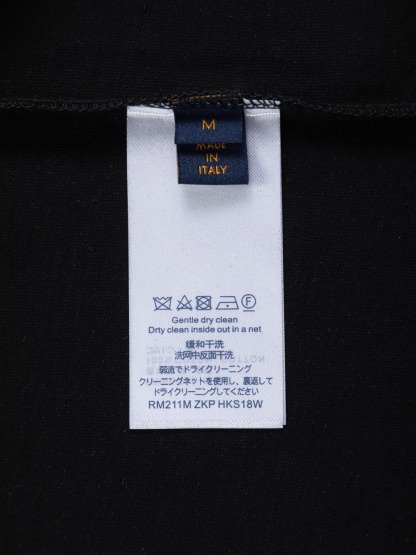 M
MADE
IN
ITALY
Gentle dry clean
Drty clean inside out in a net
缓和干洗
洗网中反面干洗
弱流でドライクリーニング
クリーニングネットを使用し、裏返して
ドライクリーニングしてください
RM211M ZKP HKS18W